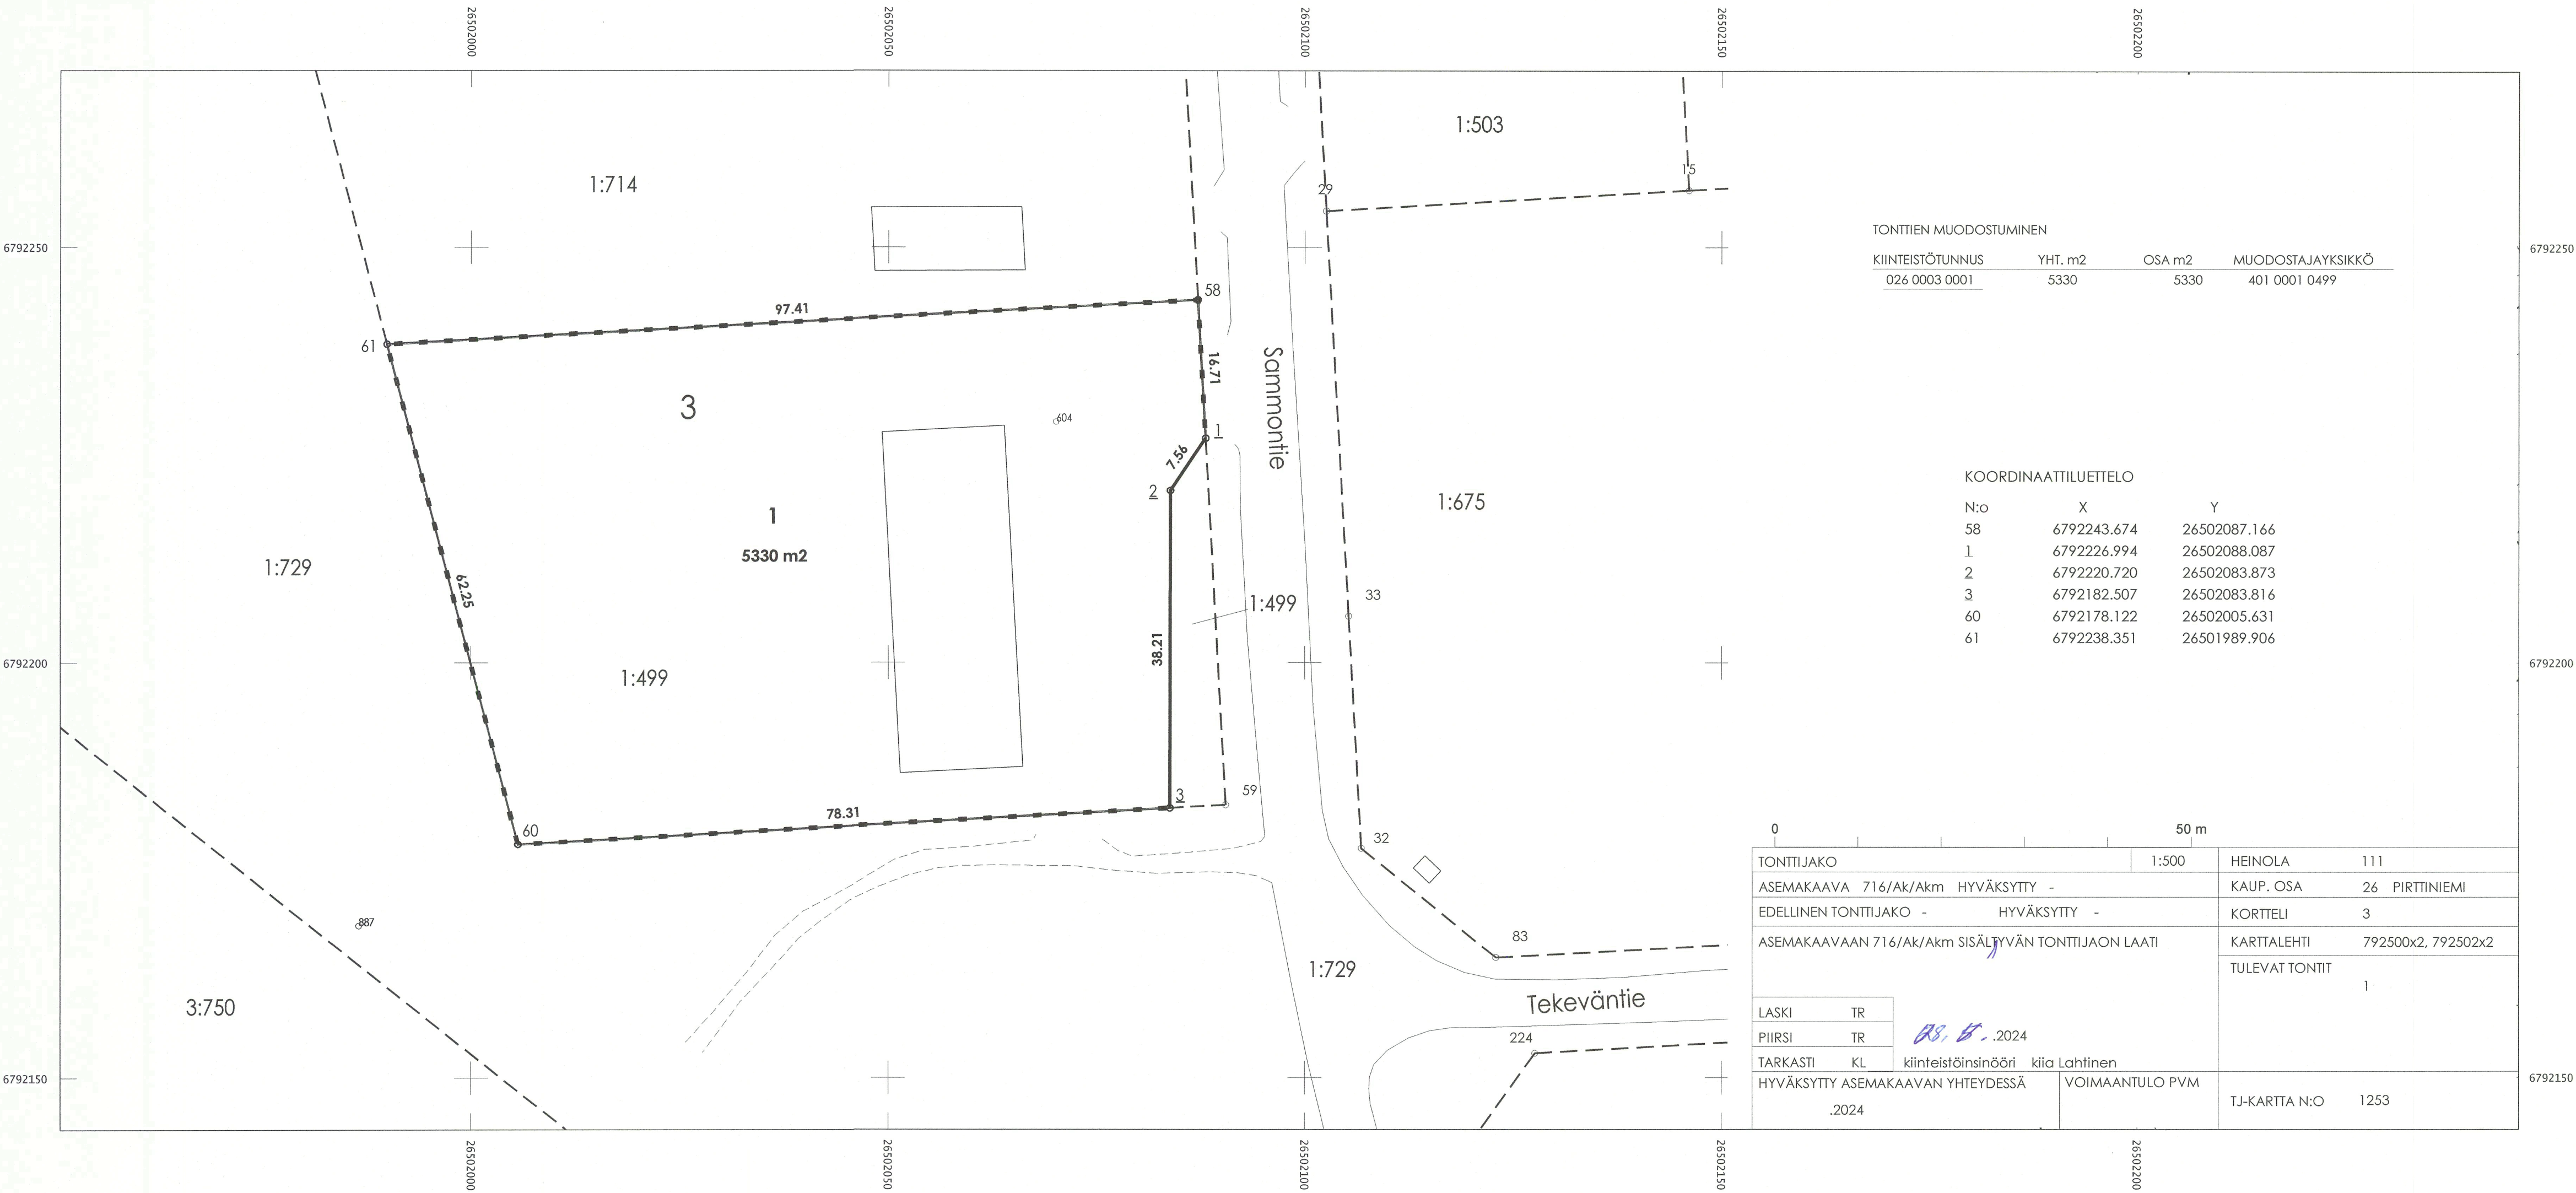 26502000
26502050
26502100
26502150
26502200
1:503
15
29
1:714
6792250
6792250
58
97.41
61
16.71
Sammontie
3
604
1
7.56
2
1:675
1
5330 m2
1:729
62.25
1:499
33
38.21
1:499
6792200
6792200
59
3
78.31
60
32
887
83
1:729
3:750
Tekeväntie
224
6792150
6792150
26502000
26502050
26502100
26502150
26502200
TONTTIEN MUODOSTUMINEN
KIINTEISTÖTUNNUS YHT. m2 OSA m2 MUODOSTAJAYKSIKKÖ
026 0003 0001 5330 5330 401 0001 0499
KOORDINAATTILUETTELO
N:o X Y
58 6792243.674 26502087.166
1 6792226.994 26502088.087
2 6792220.720 26502083.873
3 6792182.507 26502083.816
60 6792178.122 26502005.631
61 6792238.351 26501989.906
0 50 m
TONTTIJAKO 1:500 HEINOLA 111
ASEMAKAAVA 716/Ak/Akm HYVÄKSYTTY - KAUP. OSA 26 PIRTTINIEMI
EDELLINEN TONTTIJAKO - HYVÄKSYTTY - KORTTELI 3
ASEMAKAAVAAN 716/Ak/Akm SISÄLTYVÄN TONTTIJAON LAATI KARTTALEHTI 792500x2, 792502x2
TULEVAT TONTIT
1
LASKI TR
PIIRSI TR .2024
TARKASTI KL kiinteistöinsinööri kiia Lahtinen
HYVÄKSYTTY ASEMAKAAVAN YHTEYDESSÄ VOIMAANTULO PVM
.2024
TJ-KARTTA N:O 1253